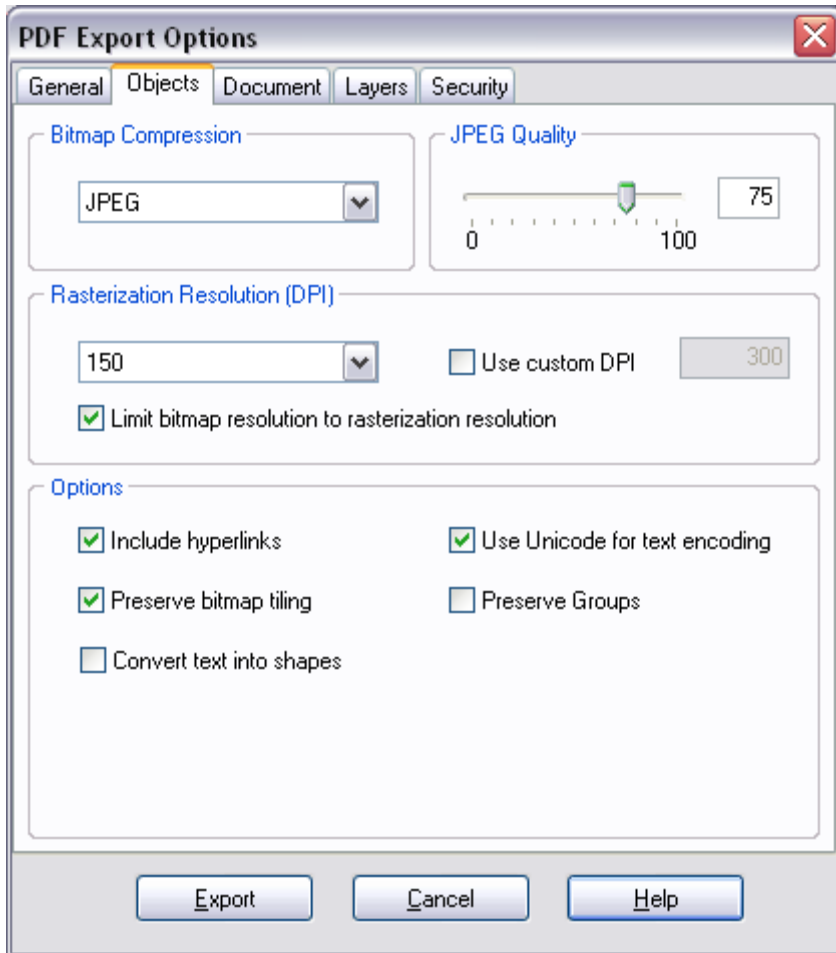 PDF Export Options
General Objects Document Layers Security
Bitmap Compression JPEG Quality
JPEG 75
0 100
Rasterization Resolution (DPI)
150 Use custom DPI 300
Limit bitmap resolution to rasterization resolution
Options
Include hyperlinks Use Unicode for text encoding
Preserve bitmap tiling Preserve Groups
Convert text into shapes
Export Cancel Help